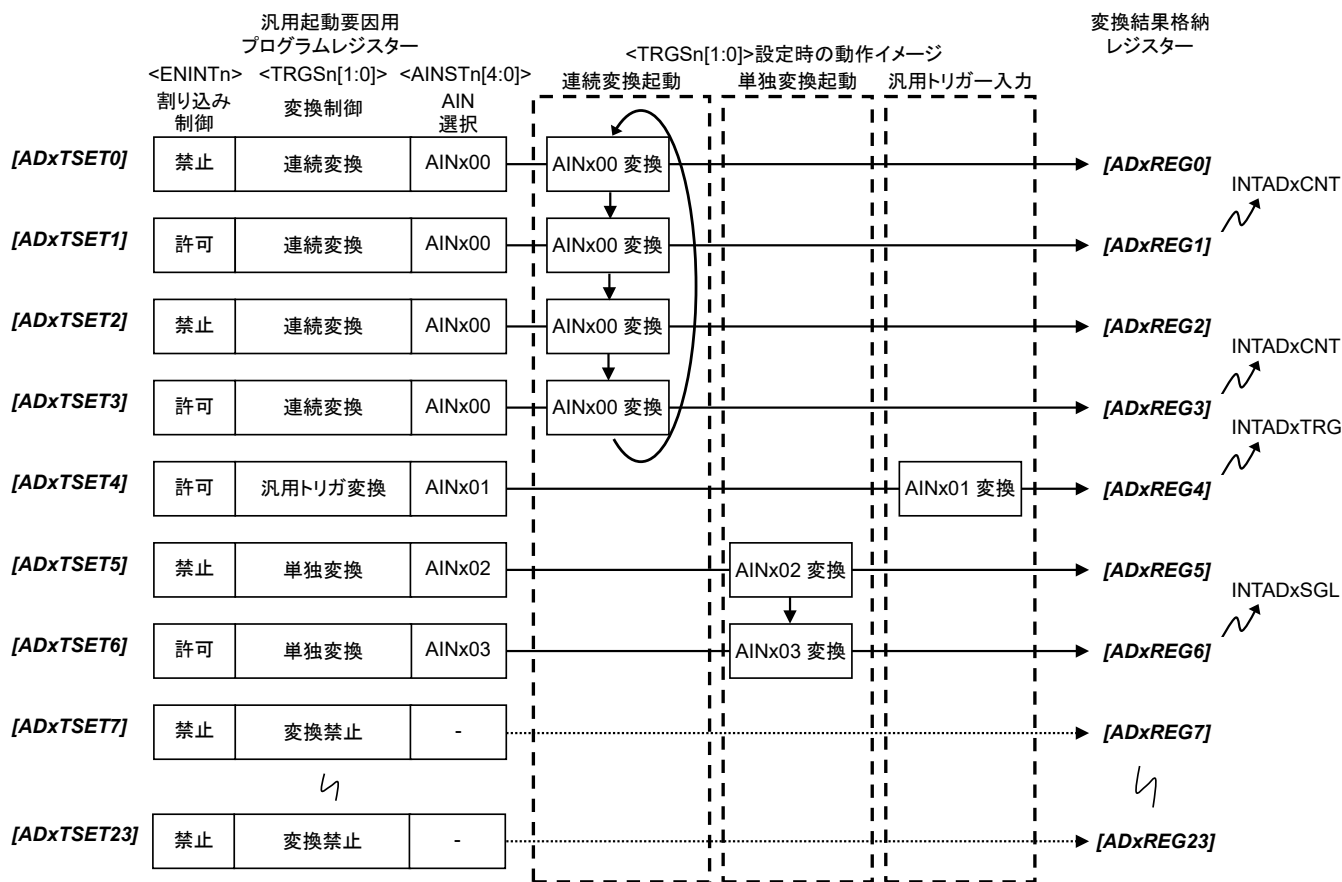 汎用起動要因用
プログラムレジスター
変換結果格納
レジスター
<TRGSn[1:0]>設定時の動作イメージ
<ENINTn> <TRGSn[1:0]> <AINSTn[4:0]>
連続変換起動 単独変換起動 汎用トリガー入力
割り込み
制御
変換制御
AIN
選択
[ADxTSET0] 禁止 連続変換 AINx00 AINx00 変換 [ADxREG0]
INTADxCNT
[ADxTSET1] 許可 連続変換 AINx00 AINx00 変換 [ADxREG1]
[ADxTSET2] 禁止 連続変換 AINx00 AINx00 変換 [ADxREG2]
INTADxCNT
[ADxTSET3] 許可 連続変換 AINx00 AINx00 変換 [ADxREG3]
INTADxTRG
[ADxTSET4] 許可 汎用トリガ変換 AINx01 AINx01 変換 [ADxREG4]
[ADxTSET5] 禁止 単独変換 AINx02 AINx02 変換 [ADxREG5]
INTADxSGL
[ADxTSET6] 許可 単独変換 AINx03 AINx03 変換 [ADxREG6]
[ADxTSET7] 禁止 変換禁止 - [ADxREG7]
[ADxTSET23] 禁止 変換禁止 - [ADxREG23]